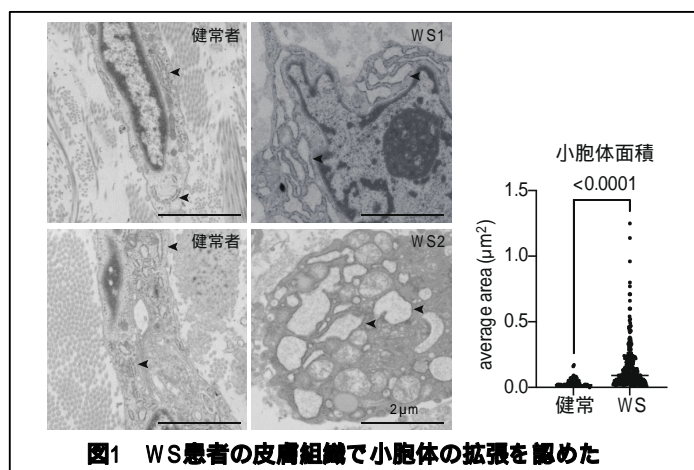 健常者
WS1
健常者
WS2
2μm
小胞体面積
<0.0001
average area (μm²)
1.5
1.0
0.5
0.0
健常
WS
図1 WS患者の皮膚組織で小胞体の拡張を認めた